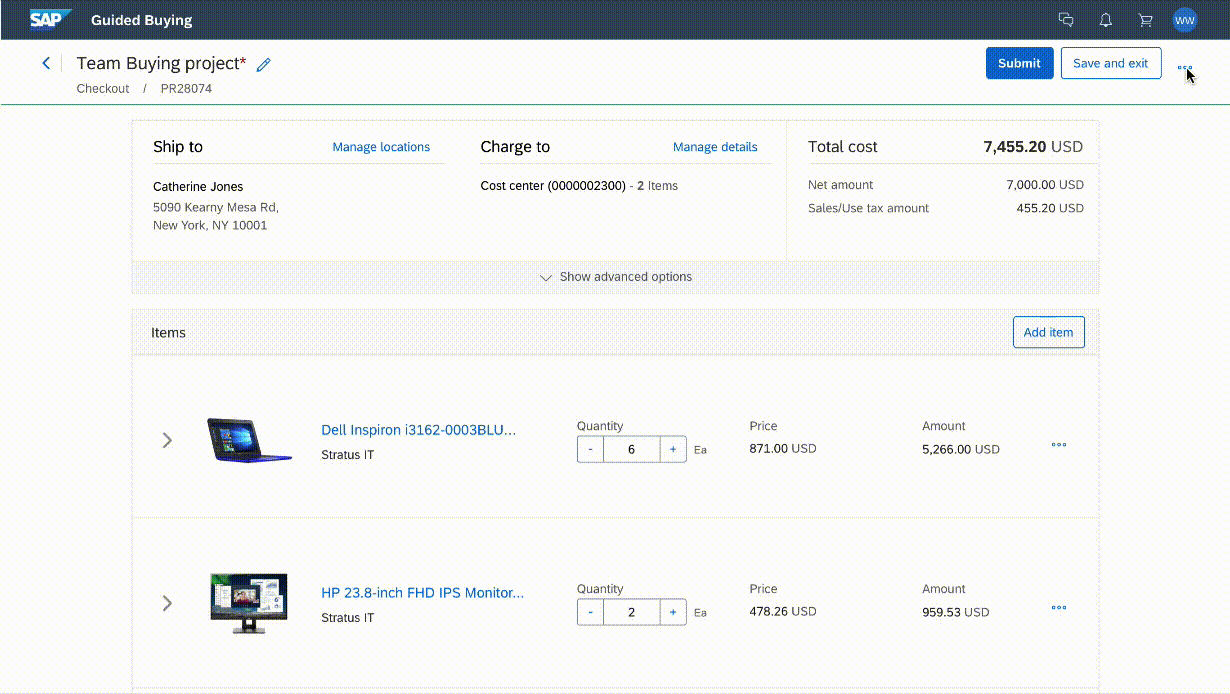 SAP Guided Buying WW
Team Buying project*
Submit Save and exit
Checkout / PR28074
Ship to Manage locations
Catherine Jones
5090 Kearny Mesa Rd,
New York, NY 10001
Charge to Manage details
Cost center (0000002300) - 2 Items
Total cost 7,455.20 USD
Net amount 7,000.00 USD
Sales/Use tax amount 455.20 USD
Show advanced options
Items Add item
Dell Inspiron i3162-0003BLU...
Stratus IT
Quantity
- 6 + Ea
Price
871.00 USD
Amount
5,266.00 USD
HP 23.8-inch FHD IPS Monitor...
Stratus IT
Quantity
- 2 + Ea
Price
478.26 USD
Amount
959.53 USD